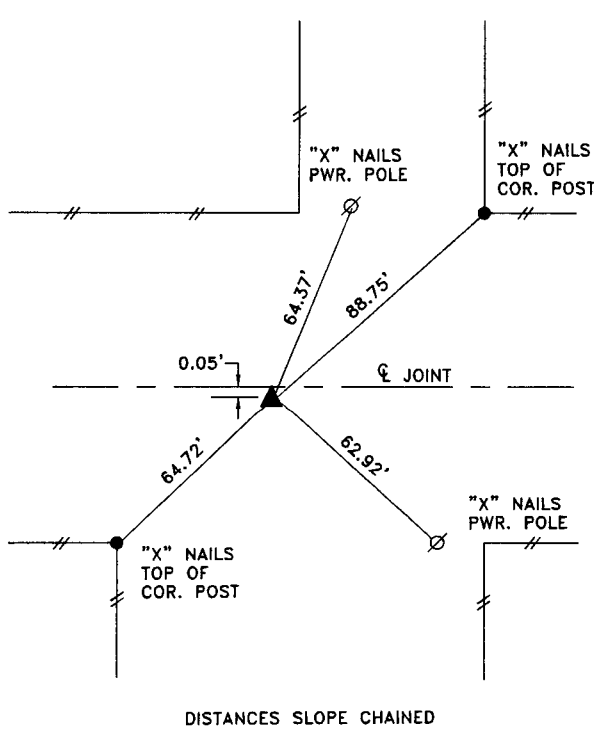 "X" NAILS
PWR. POLE
"X" NAILS
TOP OF
COR. POST
64.37'
88.75'
0.05'
℄ JOINT
64.72'
62.92'
"X" NAILS
PWR. POLE
"X" NAILS
TOP OF
COR. POST
DISTANCES SLOPE CHAINED